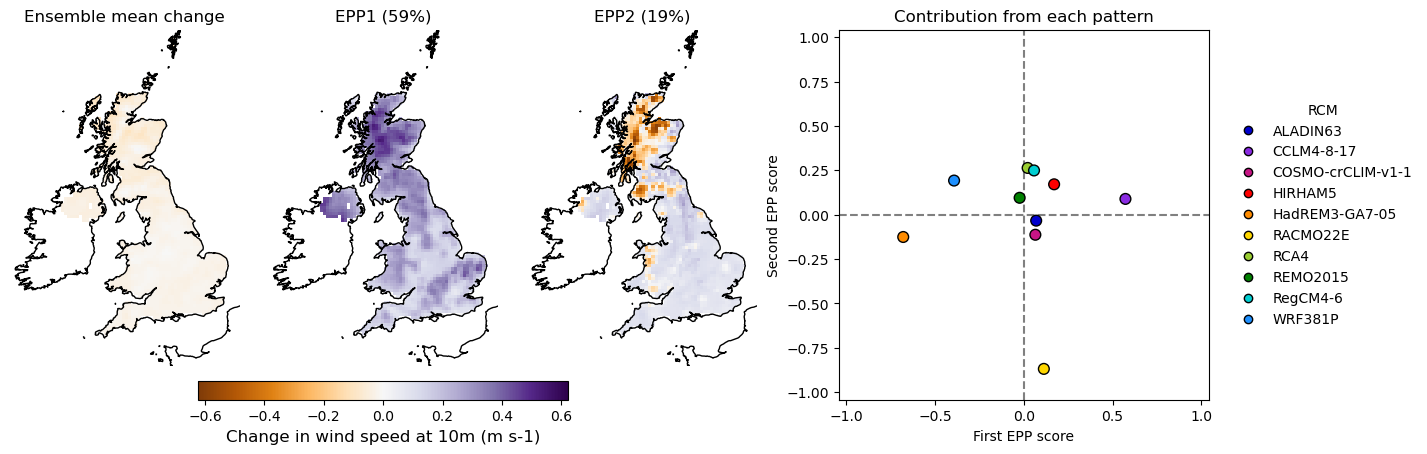 Ensemble mean change
EPP1 (59%)
EPP2 (19%)
Contribution from each pattern
−0.6 −0.4 −0.2 0.0 0.2 0.4 0.6
Change in wind speed at 10m (m s-1)
Second EPP score
1.00
0.75
0.50
0.25
0.00
−0.25
−0.50
−0.75
−1.00
−1.0 −0.5 0.0 0.5 1.0
First EPP score
RCM
ALADIN63
CCLM4-8-17
COSMO-crCLIM-v1-1
HIRHAM5
HadREM3-GA7-05
RACMO22E
RCA4
REMO2015
RegCM4-6
WRF381P